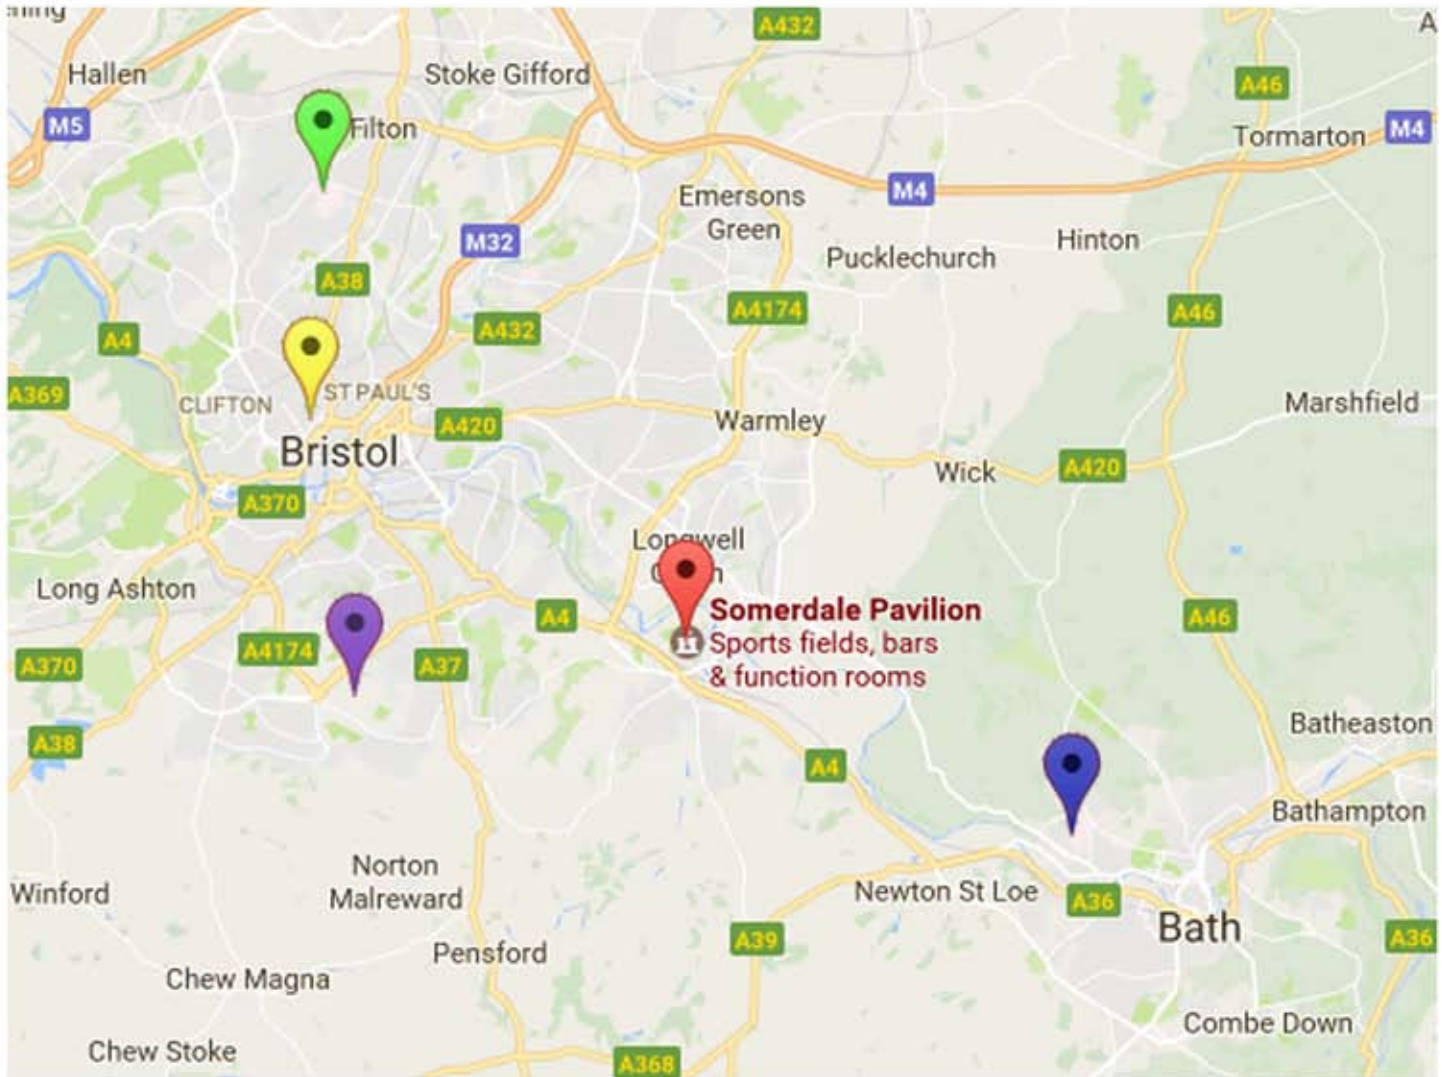 Hallen
Stoke Gifford
A432
A46
A
M5
Filton
Tormarton
M4
Emersons
Green
M4
M32
Hinton
Pucklechurch
A38
A4174
A46
A4
A432
A369
CLIFTON
ST PAUL'S
Marshfield
A420
Warmley
Bristol
Wick
A420
A370
Longwell
Long Ashton
A4
Somerdale Pavilion
Sports fields, bars
& function rooms
A46
A370
A4174
A37
A38
A4
Batheaston
Bathampton
Norton
Malreward
Winford
Newton St Loe
A36
Bath
A39
A36
Pensford
Chew Magna
Chew Stoke
Combe Down
A368